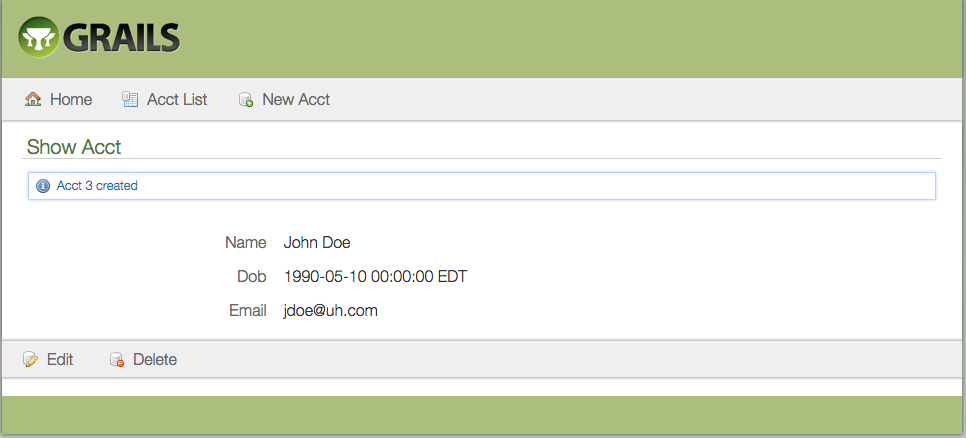 GRAILS
Home Acct List New Acct
Show Acct
Acct 3 created
Name John Doe
Dob 1990-05-10 00:00:00 EDT
Email jdoe@uh.com
Edit Delete